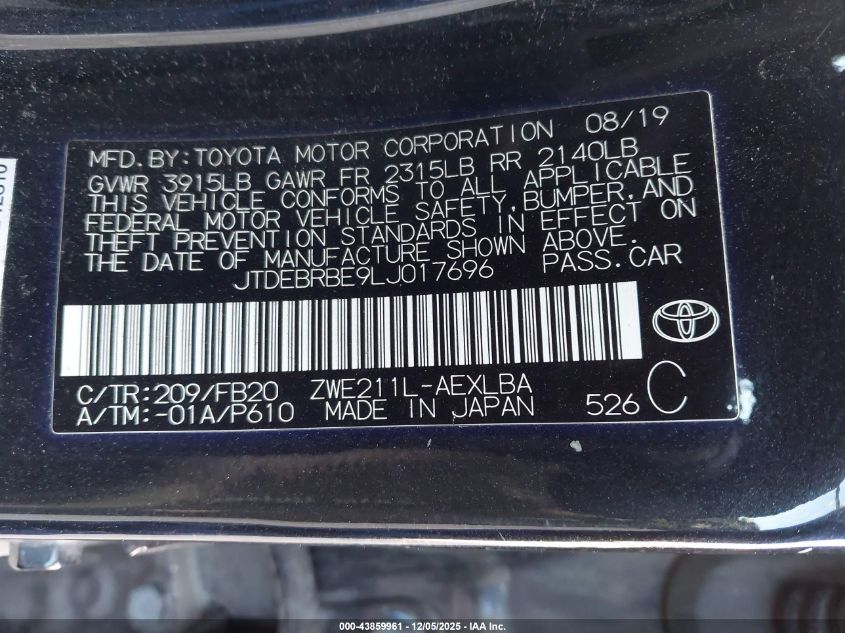 MFD. BY: TOYOTA MOTOR CORPORATION 08/19
GVWR 3915LB GAWR FR 2315LB RR 2140LB
THIS VEHICLE CONFORMS TO ALL APPLICABLE
FEDERAL MOTOR VEHICLE SAFETY, BUMPER, AND
THEFT PREVENTION STANDARDS IN EFFECT ON
THE DATE OF MANUFACTURE SHOWN ABOVE.
JTDEBRBE9LJ017696 PASS. CAR
C/TR: 209/FB20 ZWE211L-AEXLBA
A/TM: -01A/P610 MADE IN JAPAN 526 C
000-43859961 - 12/05/2025 - IAA Inc.